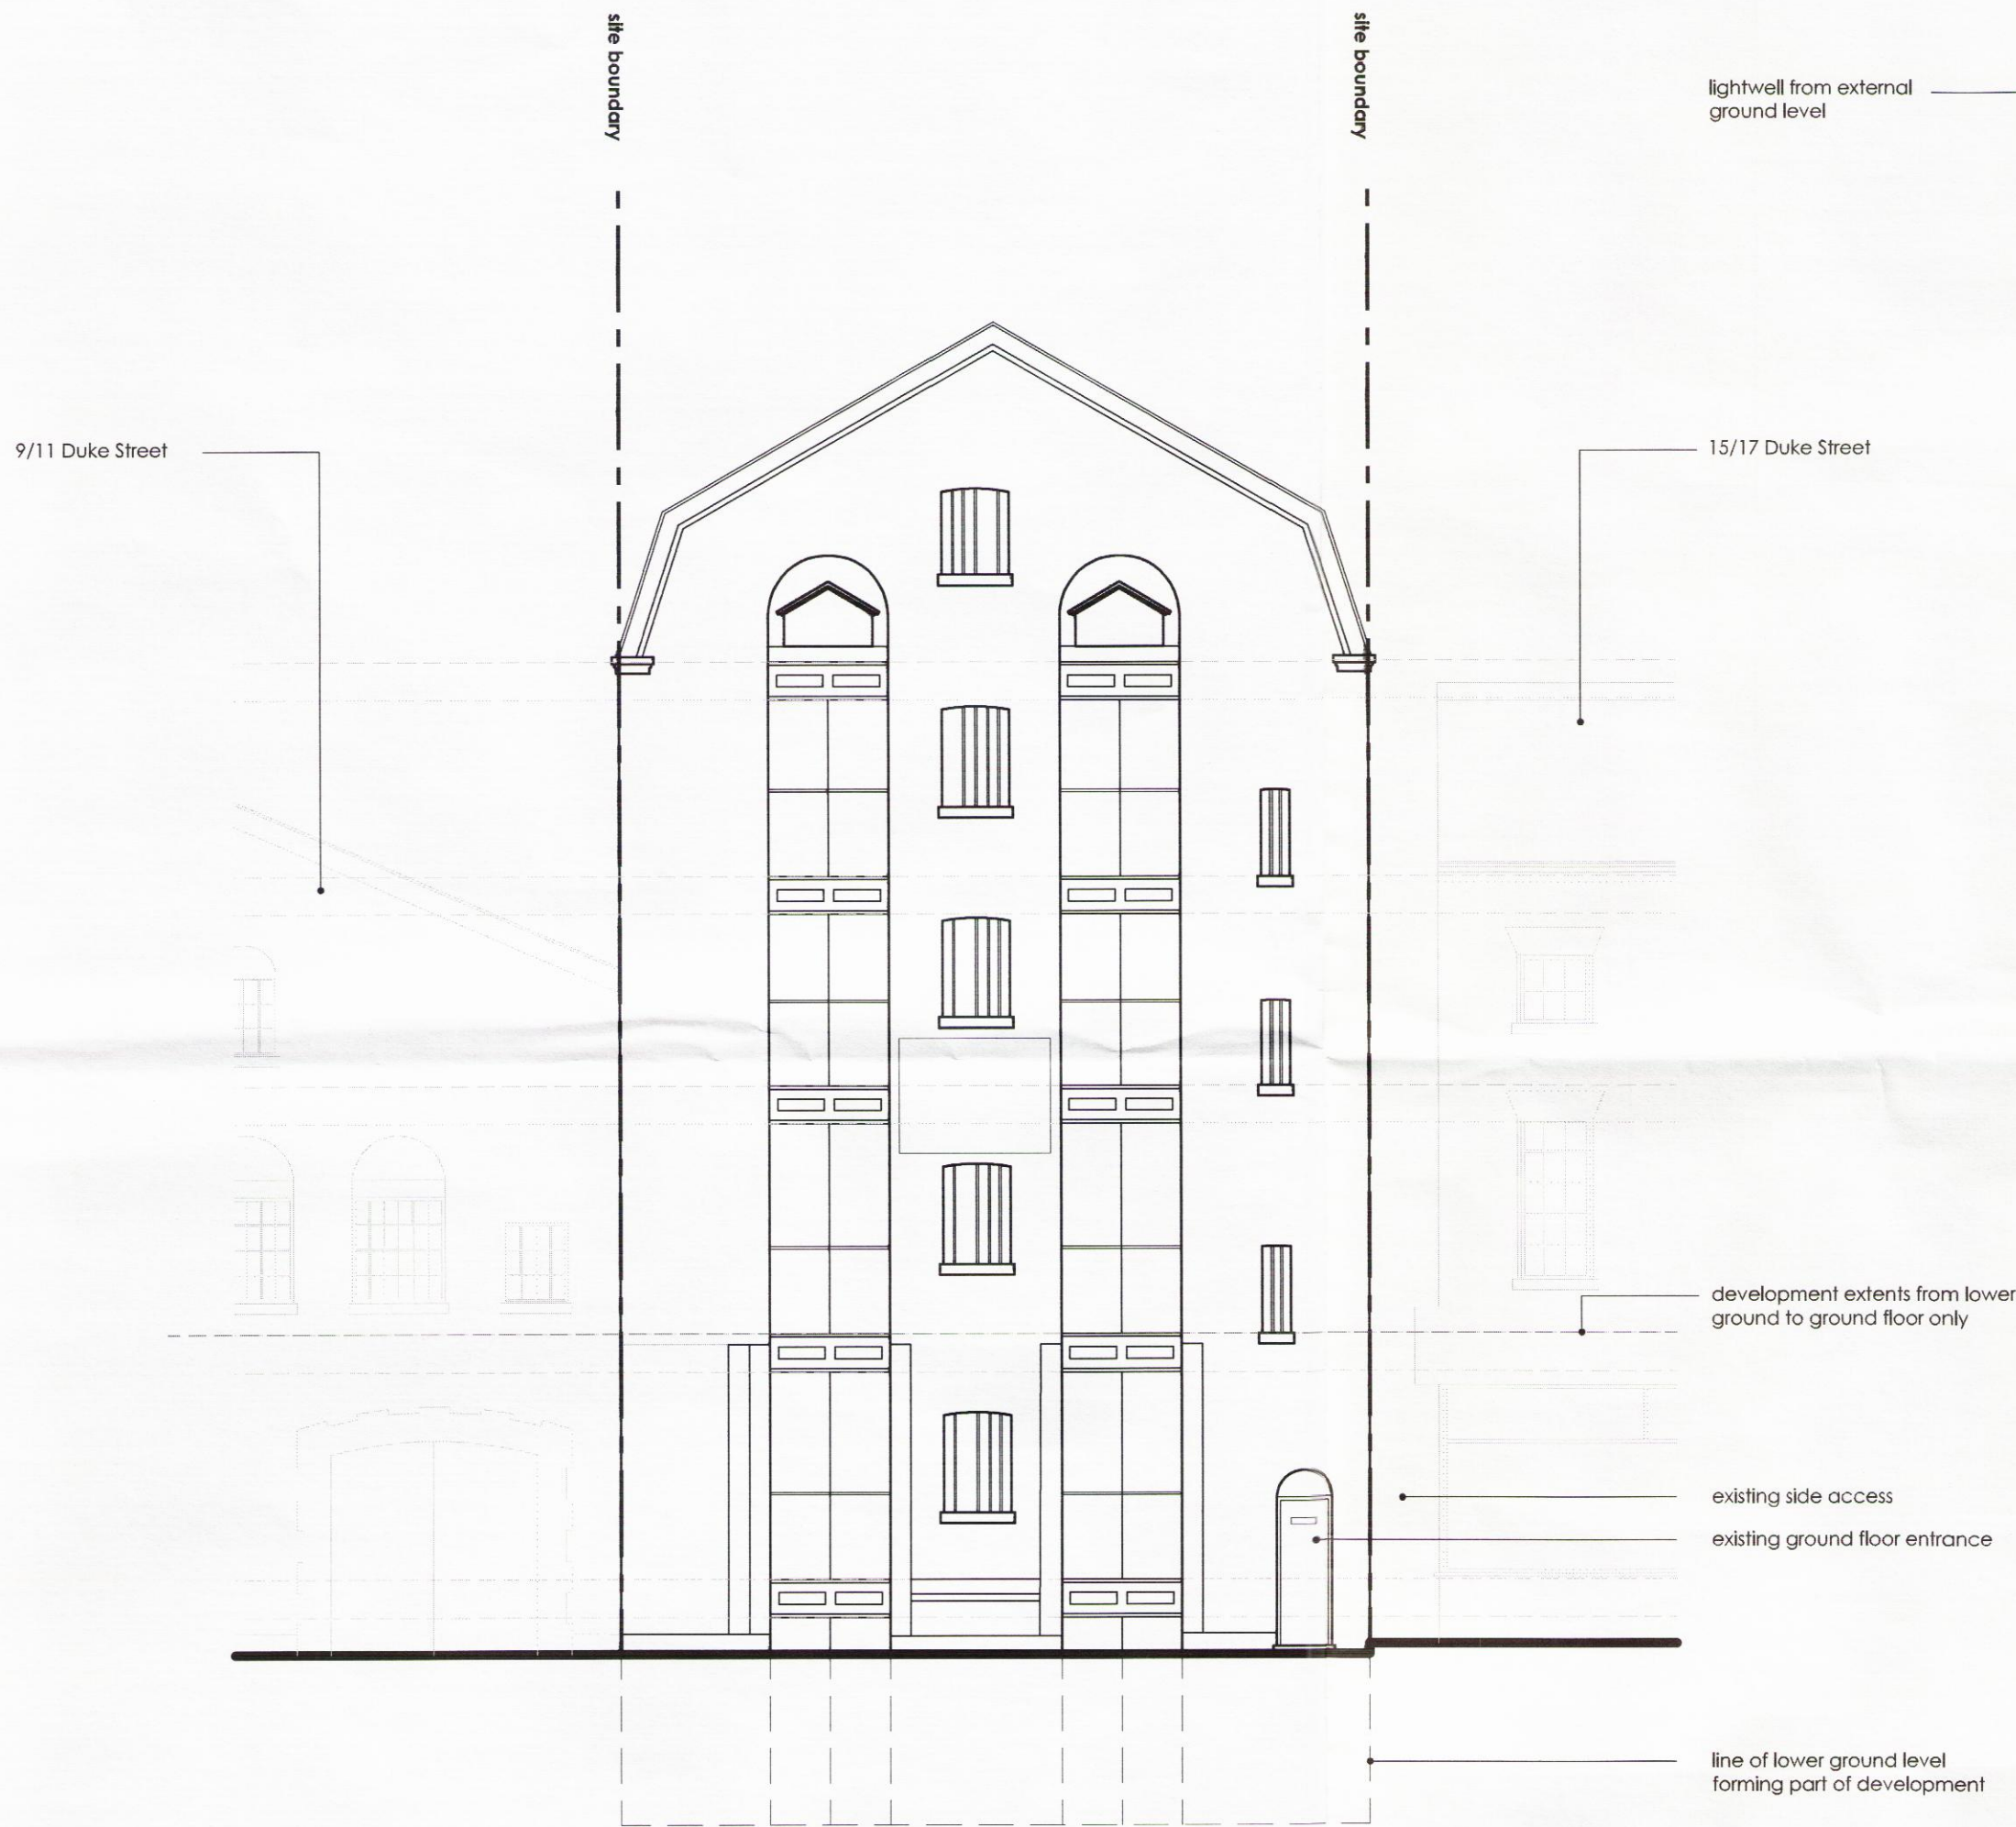 site boundary
site boundary
lightwell from external
ground level
9/11 Duke Street
15/17 Duke Street
development extents from lower
ground to ground floor only
existing side access
existing ground floor entrance
line of lower ground level
forming part of development